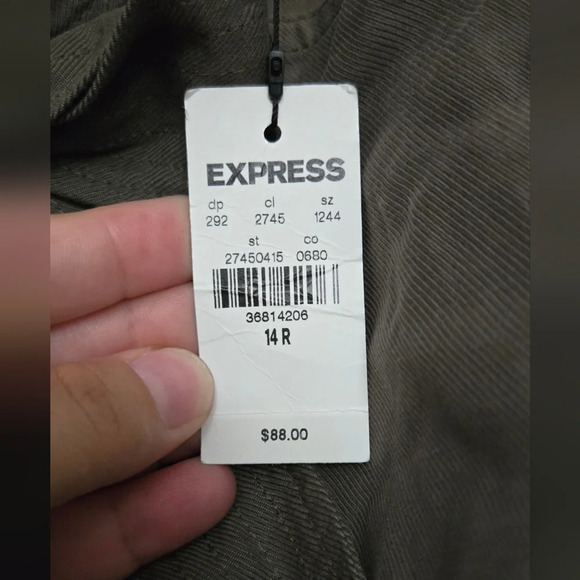 EXPRESS
dp cl sz
292 2745 1244
st co
27450415 0680
36814206
14 R
$88.00